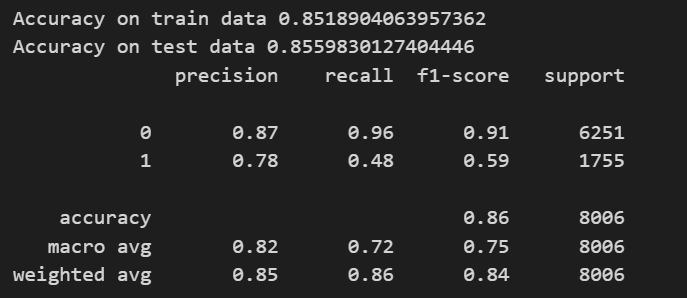 Accuracy on train data 0.8518904063957362
Accuracy on test data 0.8559830127404446
precision recall f1-score support
0 0.87 0.96 0.91 6251
1 0.78 0.48 0.59 1755
accuracy 0.86 8006
macro avg 0.82 0.72 0.75 8006
weighted avg 0.85 0.86 0.84 8006